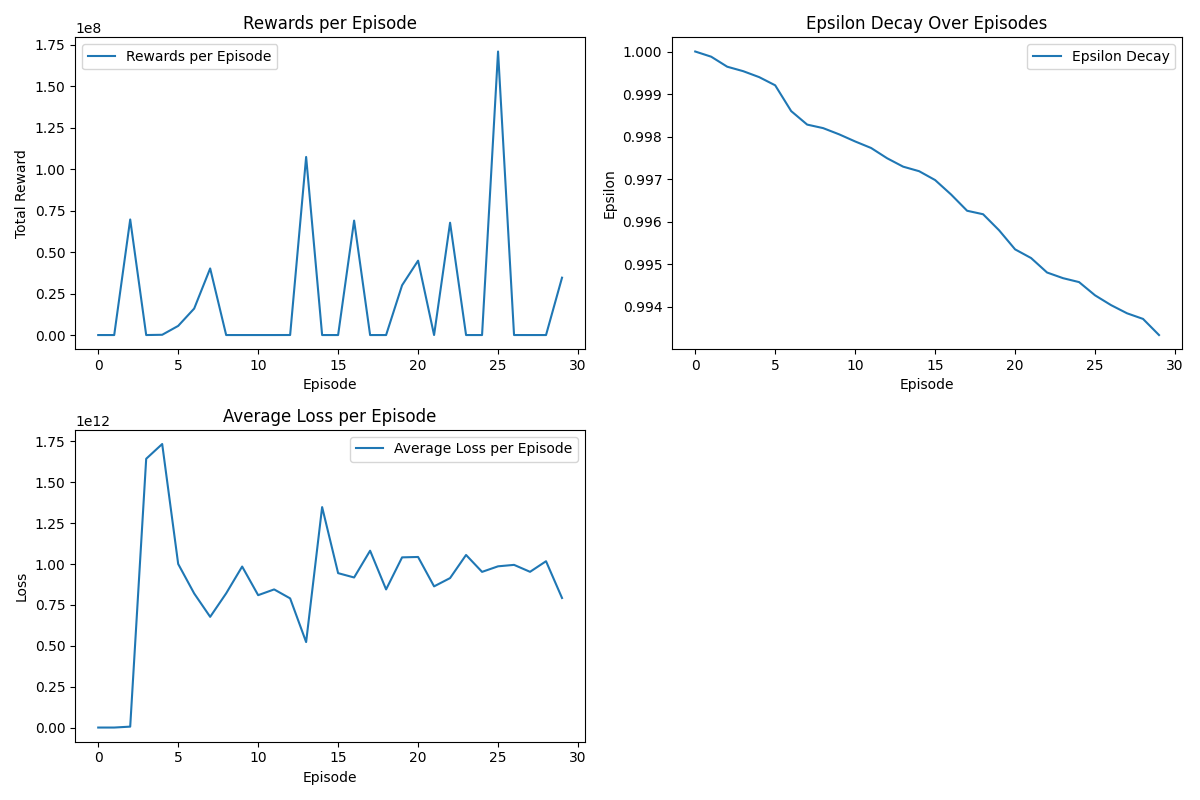 Rewards per Episode
1e8
Rewards per Episode
1.75
1.50
1.25
1.00
0.75
0.50
0.25
0.00
Total Reward
0 5 10 15 20 25 30
Episode
Epsilon Decay Over Episodes
Epsilon Decay
1.000
0.999
0.998
0.997
0.996
0.995
0.994
Epsilon
0 5 10 15 20 25 30
Episode
Average Loss per Episode
1e12
Average Loss per Episode
1.75
1.50
1.25
1.00
0.75
0.50
0.25
0.00
Loss
0 5 10 15 20 25 30
Episode